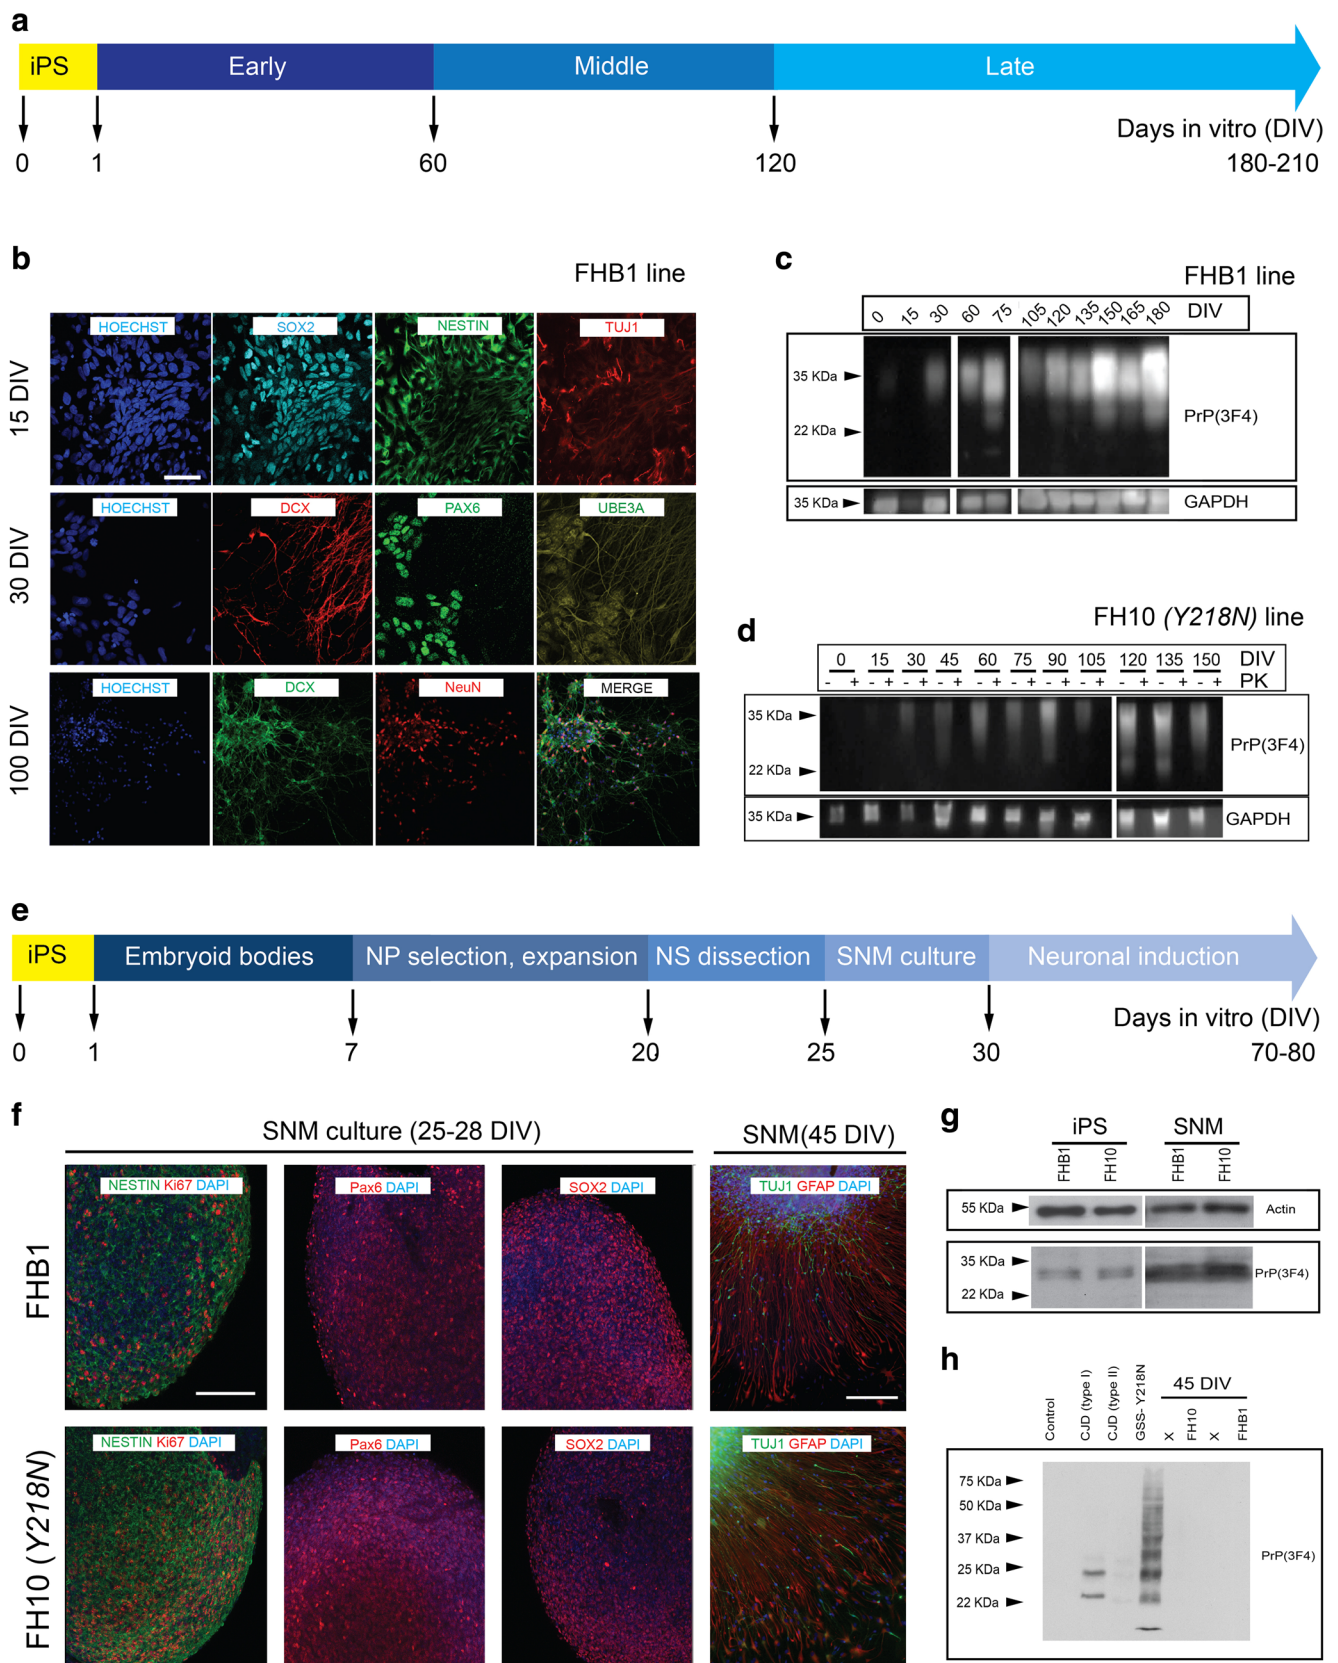 a
iPS Early Middle Late
Days in vitro (DIV)
0 1 60 120 180-210
b
FHB1 line
15 DIV
HOECHST SOX2 NESTIN TUJ1
30 DIV
HOECHST DCX PAX6 UBE3A
100 DIV
HOECHST DCX NeuN MERGE
c
FHB1 line
0 15 30 60 75 105 120 135 150 165 180 DIV
35 KDa
22 KDa
PrP(3F4)
35 KDa
GAPDH
d
FH10 (Y218N) line
0 15 30 45 60 75 90 105 120 135 150 DIV
- + - + - + - + - + - + - + - + - + - + - + PK
35 KDa
22 KDa
PrP(3F4)
35 KDa
GAPDH
e
iPS Embryoid bodies NP selection, expansion NS dissection SNM culture Neuronal induction
Days in vitro (DIV)
0 1 7 20 25 30 70-80
f
SNM culture (25-28 DIV) SNM(45 DIV)
FHB1
NESTIN Ki67 DAPI Pax6 DAPI SOX2 DAPI TUJ1 GFAP DAPI
FH10 (Y218N)
NESTIN Ki67 DAPI Pax6 DAPI SOX2 DAPI TUJ1 GFAP DAPI
g
iPS SNM
FHB1 FH10 FHB1 FH10
55 KDa
Actin
35 KDa
22 KDa
PrP(3F4)
h
45 DIV
Control CJD (type I) CJD (type II) GSS- Y218N X FH10 X FHB1
75 KDa
50 KDa
37 KDa
25 KDa
22 KDa
PrP(3F4)